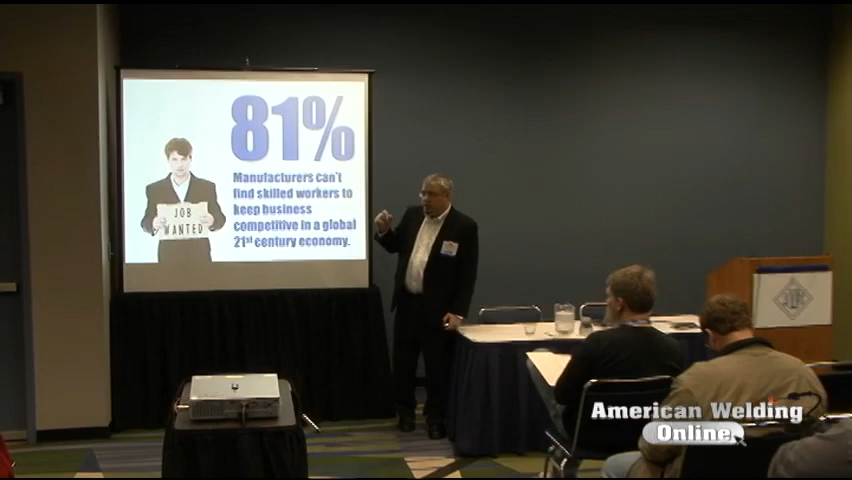 81%
Manufacturers can't
find skilled workers to
keep business
competitive in a global
21st century economy.
JOB
WANTED
American Welding
Online